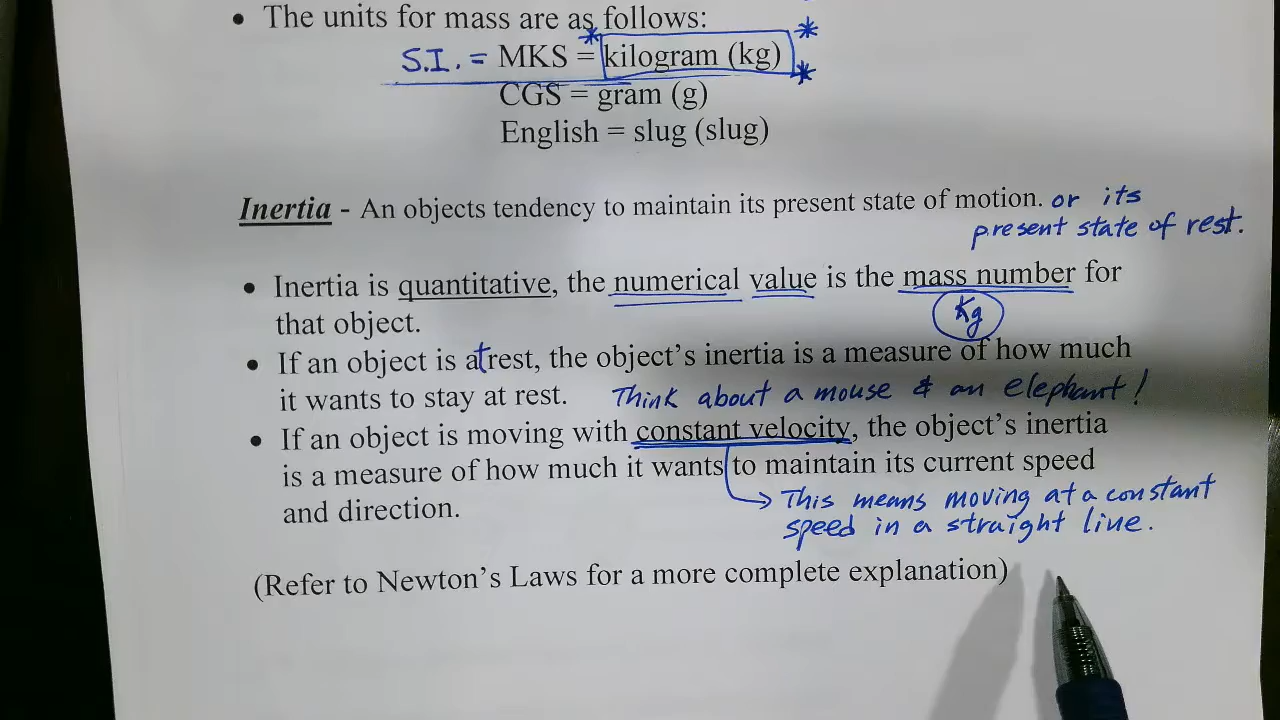 • The units for mass are as follows:
S.I. = MKS = * kilogram (kg) * *
CGS = gram (g)
English = slug (slug)
Inertia - An objects tendency to maintain its present state of motion. or its
present state of rest.
• Inertia is quantitative, the numerical value is the mass number for
that object.
Kg
• If an object is at rest, the object's inertia is a measure of how much
it wants to stay at rest. Think about a mouse & an elephant!
• If an object is moving with constant velocity, the object's inertia
is a measure of how much it wants to maintain its current speed
and direction.
This means moving at a constant
speed in a straight line.
(Refer to Newton's Laws for a more complete explanation)